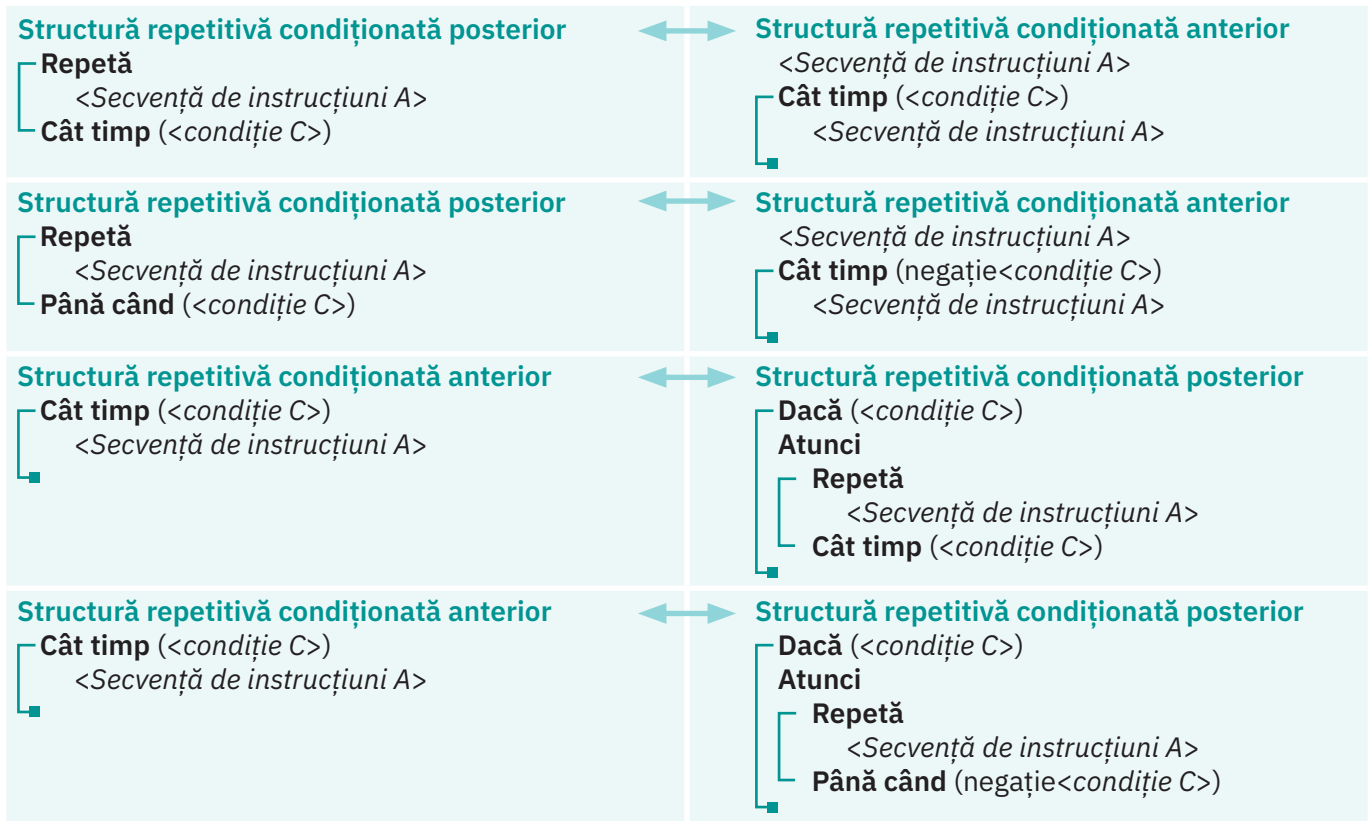 Structură repetitivă condiționată posterior
Repetă
<Secvență de instrucțiuni A>
Cât timp (<condiție C>)
Structură repetitivă condiționată anterior
<Secvență de instrucțiuni A>
Cât timp (<condiție C>)
<Secvență de instrucțiuni A>
Structură repetitivă condiționată posterior
Repetă
<Secvență de instrucțiuni A>
Până când (<condiție C>)
Structură repetitivă condiționată anterior
<Secvență de instrucțiuni A>
Cât timp (negație<condiție C>)
<Secvență de instrucțiuni A>
Structură repetitivă condiționată anterior
Cât timp (<condiție C>)
<Secvență de instrucțiuni A>
Structură repetitivă condiționată posterior
Dacă (<condiție C>)
Atunci
Repetă
<Secvență de instrucțiuni A>
Cât timp (<condiție C>)
Structură repetitivă condiționată anterior
Cât timp (<condiție C>)
<Secvență de instrucțiuni A>
Structură repetitivă condiționată posterior
Dacă (<condiție C>)
Atunci
Repetă
<Secvență de instrucțiuni A>
Până când (negație<condiție C>)